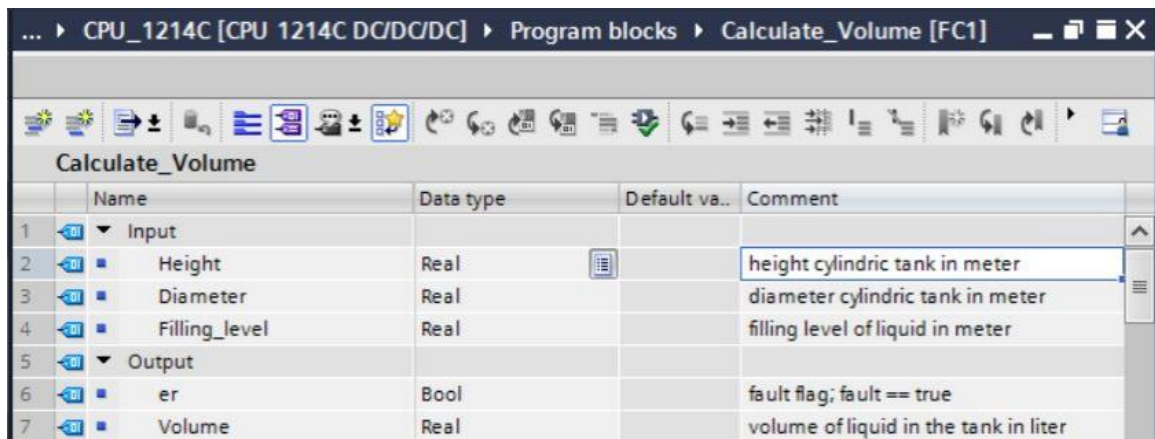 ... ▸ CPU_1214C [CPU 1214C DC/DC/DC] ▸ Program blocks ▸ Calculate_Volume [FC1]
Calculate_Volume
Name Data type Default va.. Comment
1 Input
2 Height Real height cylindric tank in meter
3 Diameter Real diameter cylindric tank in meter
4 Filling_level Real filling level of liquid in meter
5 Output
6 er Bool fault flag; fault == true
7 Volume Real volume of liquid in the tank in liter